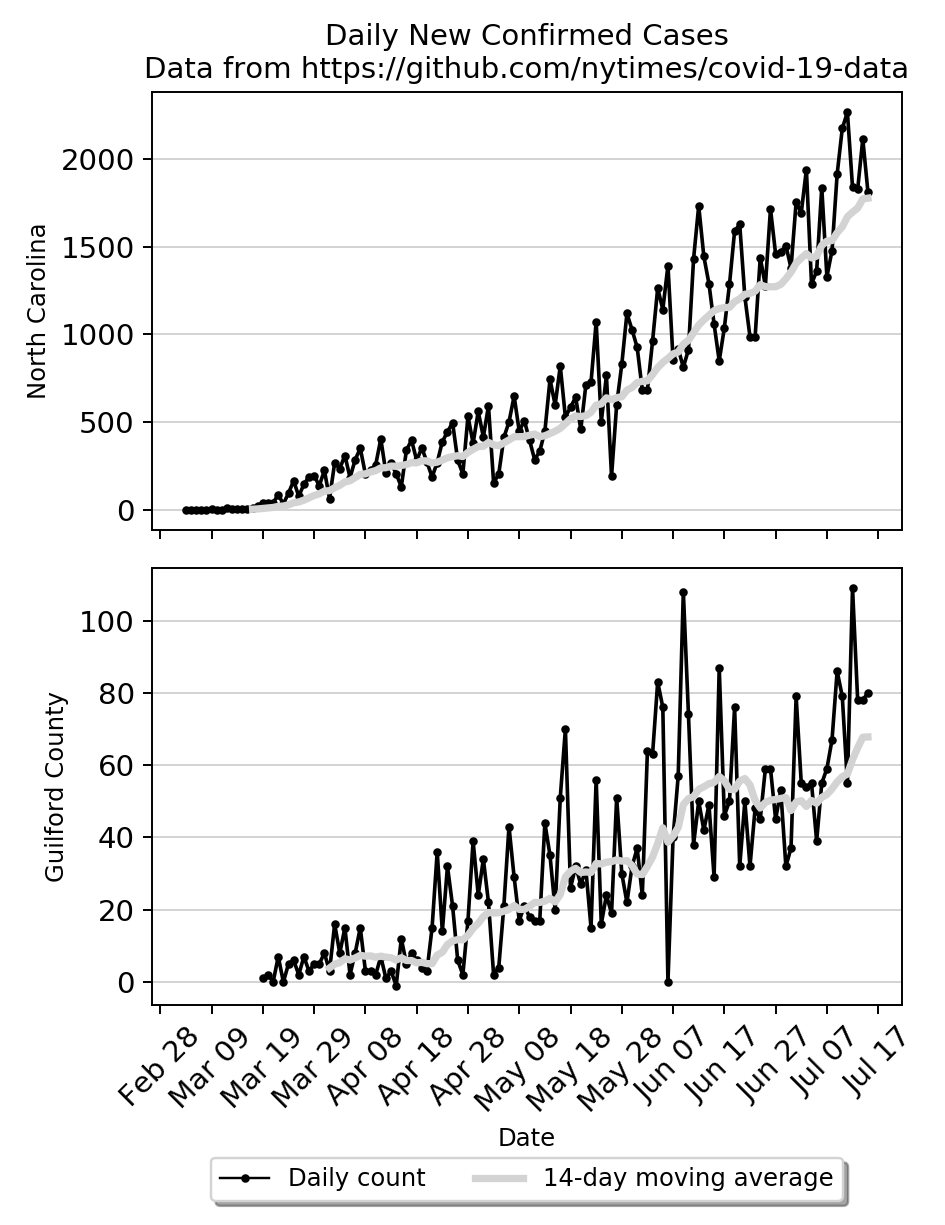 Daily New Confirmed Cases
Data from https://github.com/nytimes/covid-19-data
North Carolina
2000
1500
1000
500
0
Guilford County
100
80
60
40
20
0
Feb 28
Mar 09
Mar 19
Mar 29
Apr 08
Apr 18
Apr 28
May 08
May 18
May 28
Jun 07
Jun 17
Jun 27
Jul 07
Jul 17
Date
Daily count
14-day moving average